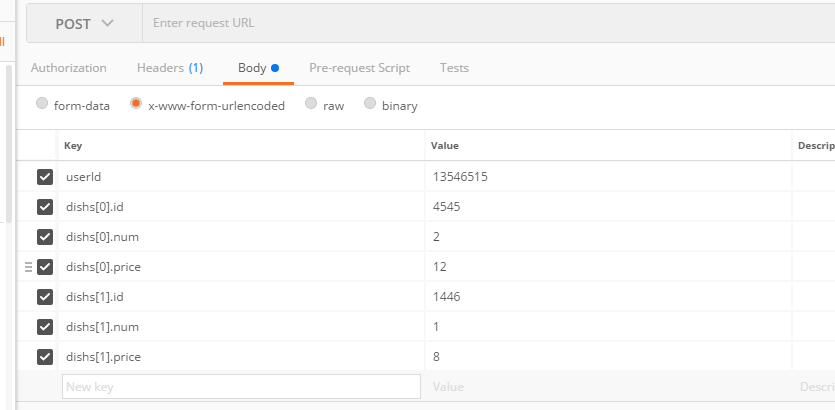 ll
POST Enter request URL
Authorization Headers (1) Body Pre-request Script Tests
form-data x-www-form-urlencoded raw binary
Key Value Descrip
userId 13546515
dishs[0].id 4545
dishs[0].num 2
dishs[0].price 12
dishs[1].id 1446
dishs[1].num 1
dishs[1].price 8
New key Value Descri